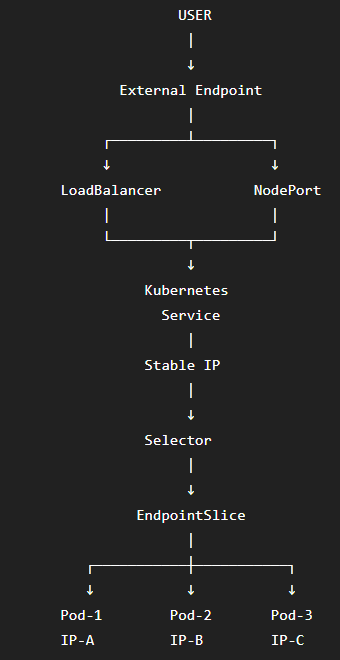 USER
External Endpoint
LoadBalancer NodePort
Kubernetes
Service
Stable IP
Selector
EndpointSlice
Pod-1 Pod-2 Pod-3
IP-A IP-B IP-C